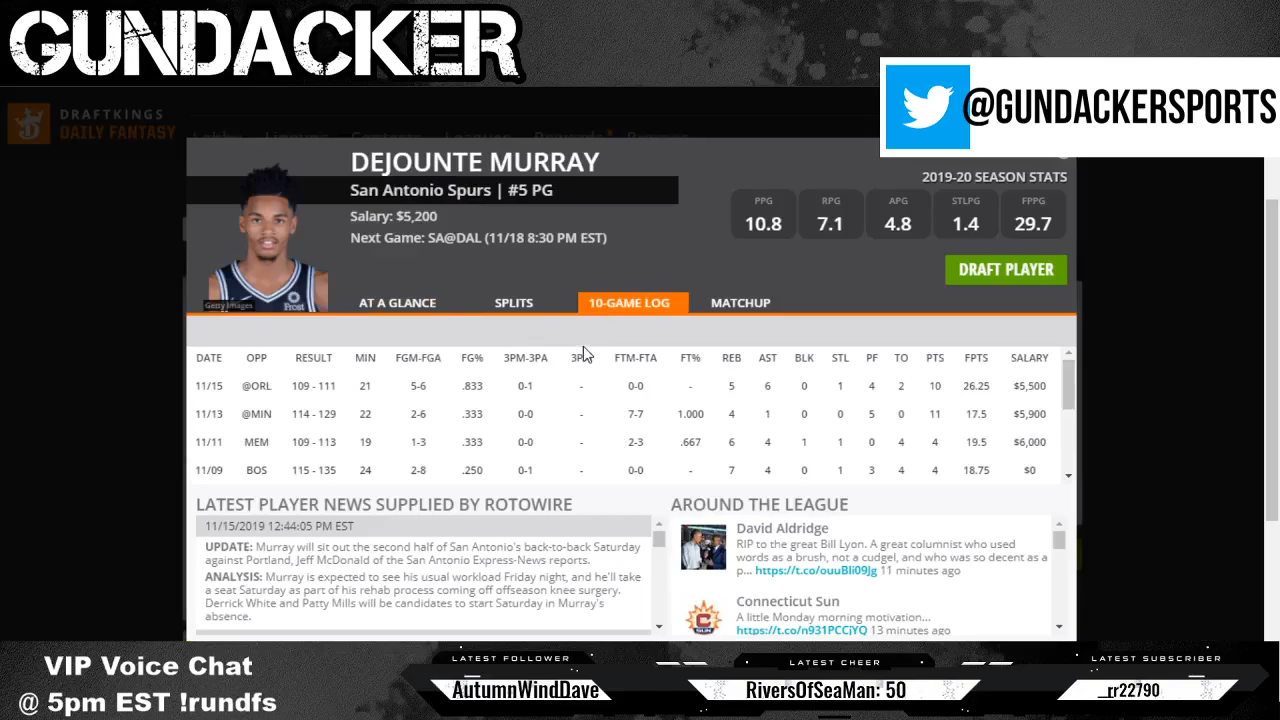 GUNDACKER
@GUNDACKERSPORTS
DRAFTKINGS
DAILY FANTASY
Lobby Lineups Contests Leagues Rewards
DEJOUNTE MURRAY
San Antonio Spurs | #5 PG
Salary: $5,200
Next Game: SA@DAL (11/18 8:30 PM EST)
2019-20 SEASON STATS
PPG RPG APG STLPG FPPG
10.8 7.1 4.8 1.4 29.7
DRAFT PLAYER
Getty Images
Frost
AT A GLANCE SPLITS 10-GAME LOG MATCHUP
DATE OPP RESULT MIN FGM-FGA FG% 3PM-3PA FTM-FTA FT% REB AST BLK STL PF TO PTS FPTS SALARY
11/15 @ORL 109 - 111 21 5-6 .833 0-1 - 0-0 - 5 6 0 1 4 2 10 26.25 $5,500
11/13 @MIN 114 - 129 22 2-6 .333 0-0 - 7-7 1.000 4 1 0 0 5 0 11 17.5 $5,900
11/11 MEM 109 - 113 19 1-3 .333 0-0 - 2-3 .667 6 4 1 1 0 4 4 19.5 $6,000
11/09 BOS 115 - 135 24 2-8 .250 0-1 - 0-0 - 7 4 0 1 3 4 4 18.75 $0
LATEST PLAYER NEWS SUPPLIED BY ROTOWIRE
11/15/2019 12:44:05 PM EST
UPDATE: Murray will sit out the second half of San Antonio's back-to-back Saturday
against Portland, Jeff McDonald of the San Antonio Express-News reports.
ANALYSIS: Murray is expected to see his usual workload Friday night, and he'll take
a seat Saturday as part of his rehab process coming off offseason knee surgery.
Derrick White and Patty Mills will be candidates to start Saturday in Murray's
absence.
AROUND THE LEAGUE
David Aldridge
RIP to the great Bill Lyon. A great columnist who used
words as a brush, not a cudgel, and who was so decent as a
p... https://t.co/ouuBli09Jg 11 minutes ago
Connecticut Sun
A little Monday morning motivation...
https://t.co/n931PCCjYQ 13 minutes ago
VIP Voice Chat
@ 5pm EST !rundfs
LATEST FOLLOWER
AutumnWindDave
LATEST CHEER
RiversOfSeaMan: 50
LATEST SUBSCRIBER
_rr22790